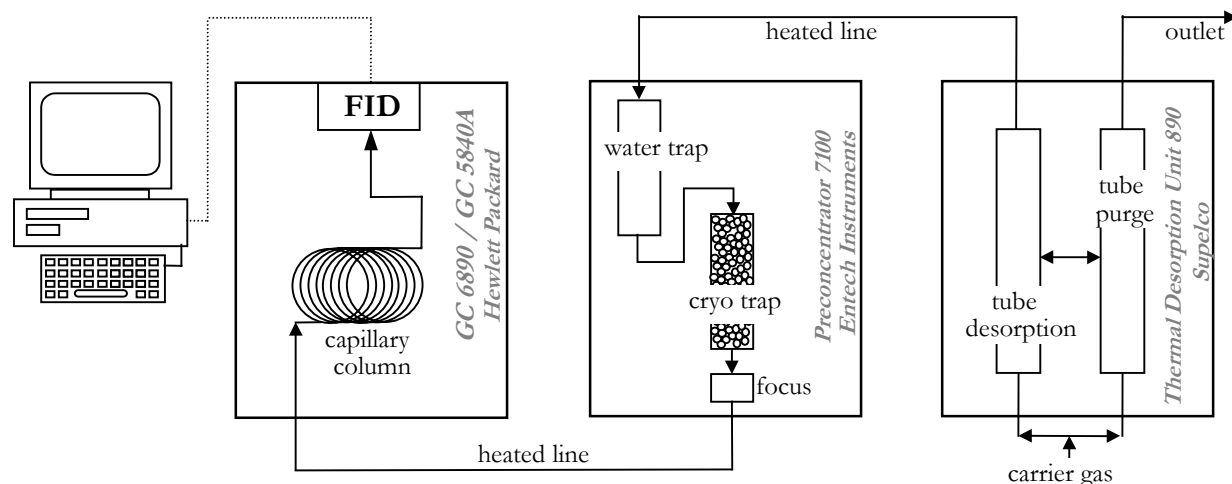 heated line
outlet
FID
GC 6890 / GC 5840A
Hewlett Packard
water trap
Preconcentrator 7100
Entech Instruments
tube
purge
Thermal Desorption Unit 890
Supelco
cryo trap
tube
desorption
capillary
column
focus
heated line
carrier gas